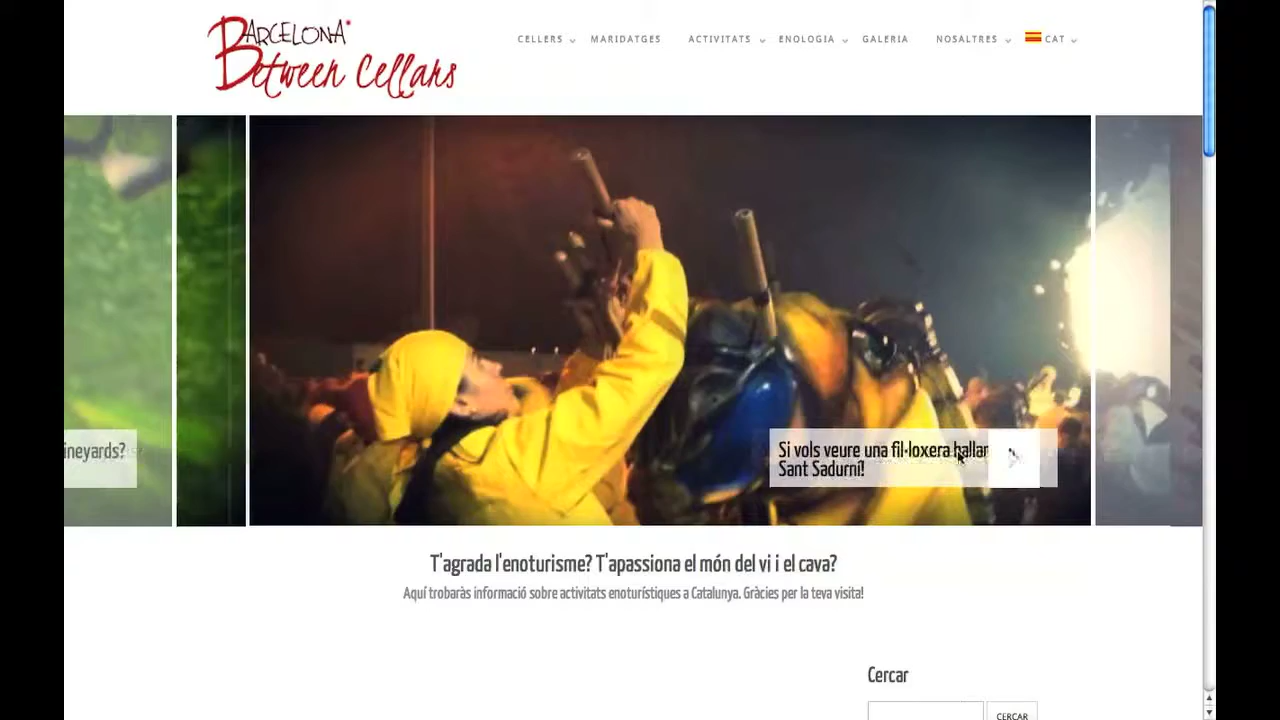 BARCELONA
Between Cellars
CELLERS MARIDATGES ACTIVITATS ENOLOGIA GALERIA NOSALTRES CAT
ineyards?
Si vols veure una fil·loxera ballar
Sant Sadurní!
T'agrada l'enoturisme? T'apassiona el món del vi i el cava?
Aquí trobaràs informació sobre activitats enoturístiques a Catalunya. Gràcies per la teva visita!
Cercar
CERCAR